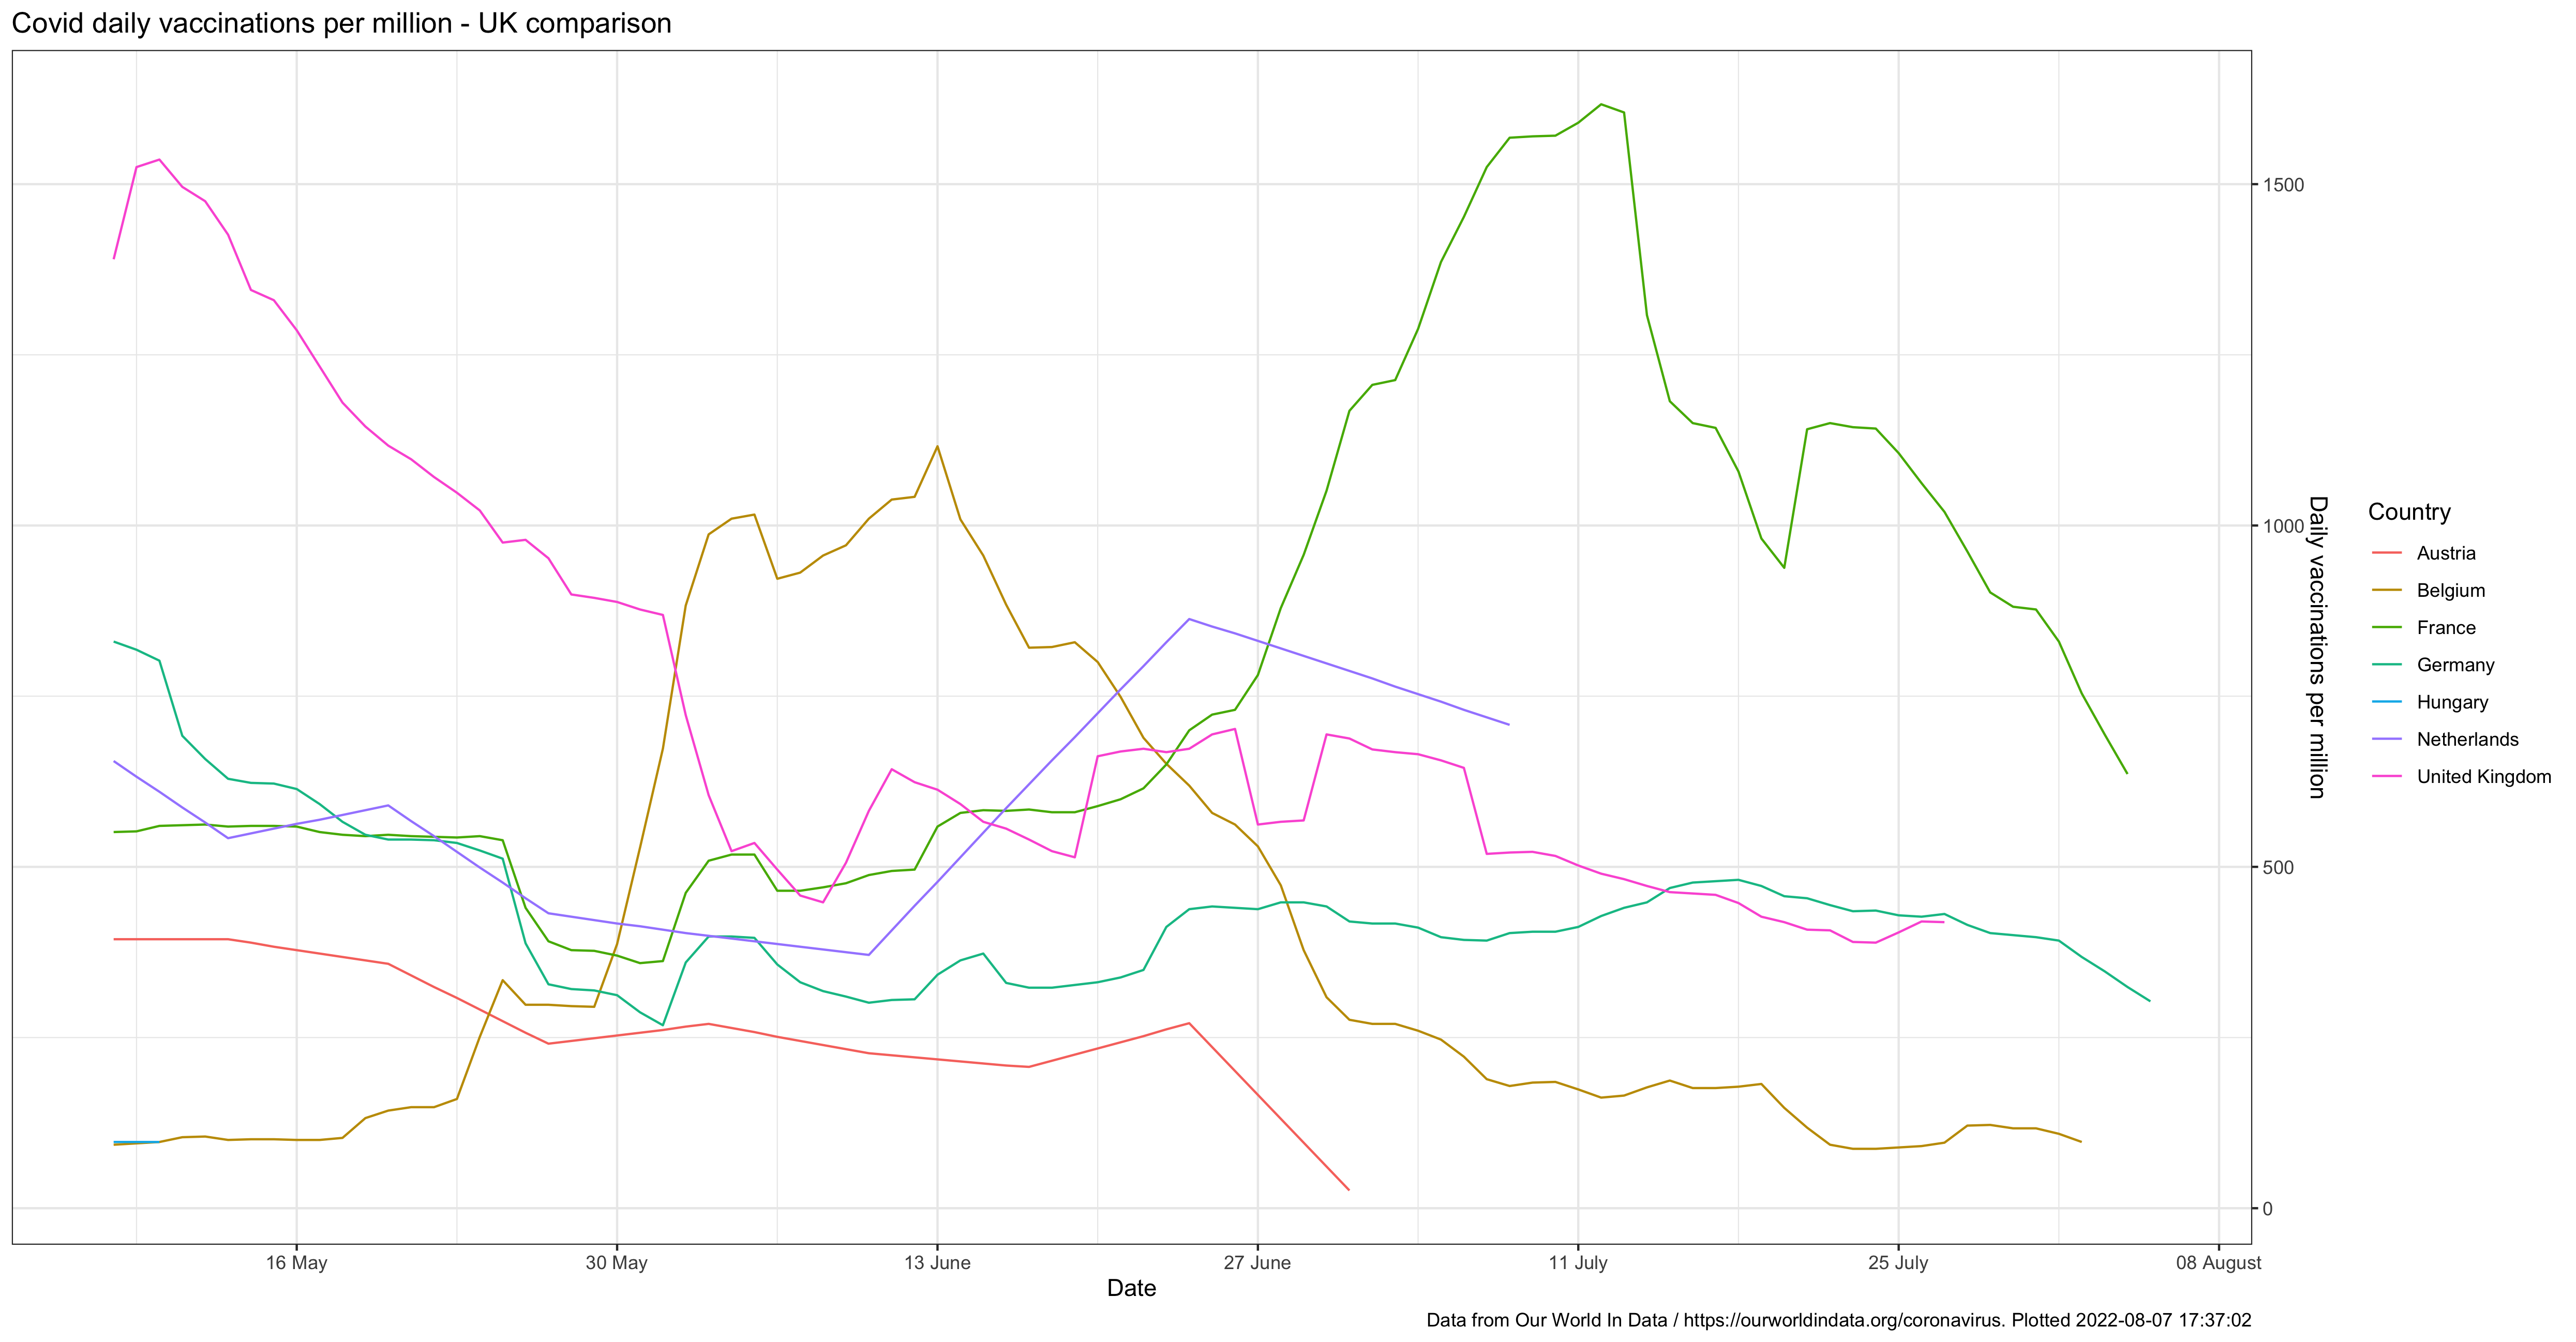 Covid daily vaccinations per million - UK comparison
1500
1000
500
0
Daily vaccinations per million
Country
Austria
Belgium
France
Germany
Hungary
Netherlands
United Kingdom
16 May
30 May
13 June
27 June
11 July
25 July
08 August
Date
Data from Our World In Data / https://ourworldindata.org/coronavirus. Plotted 2022-08-07 17:37:02